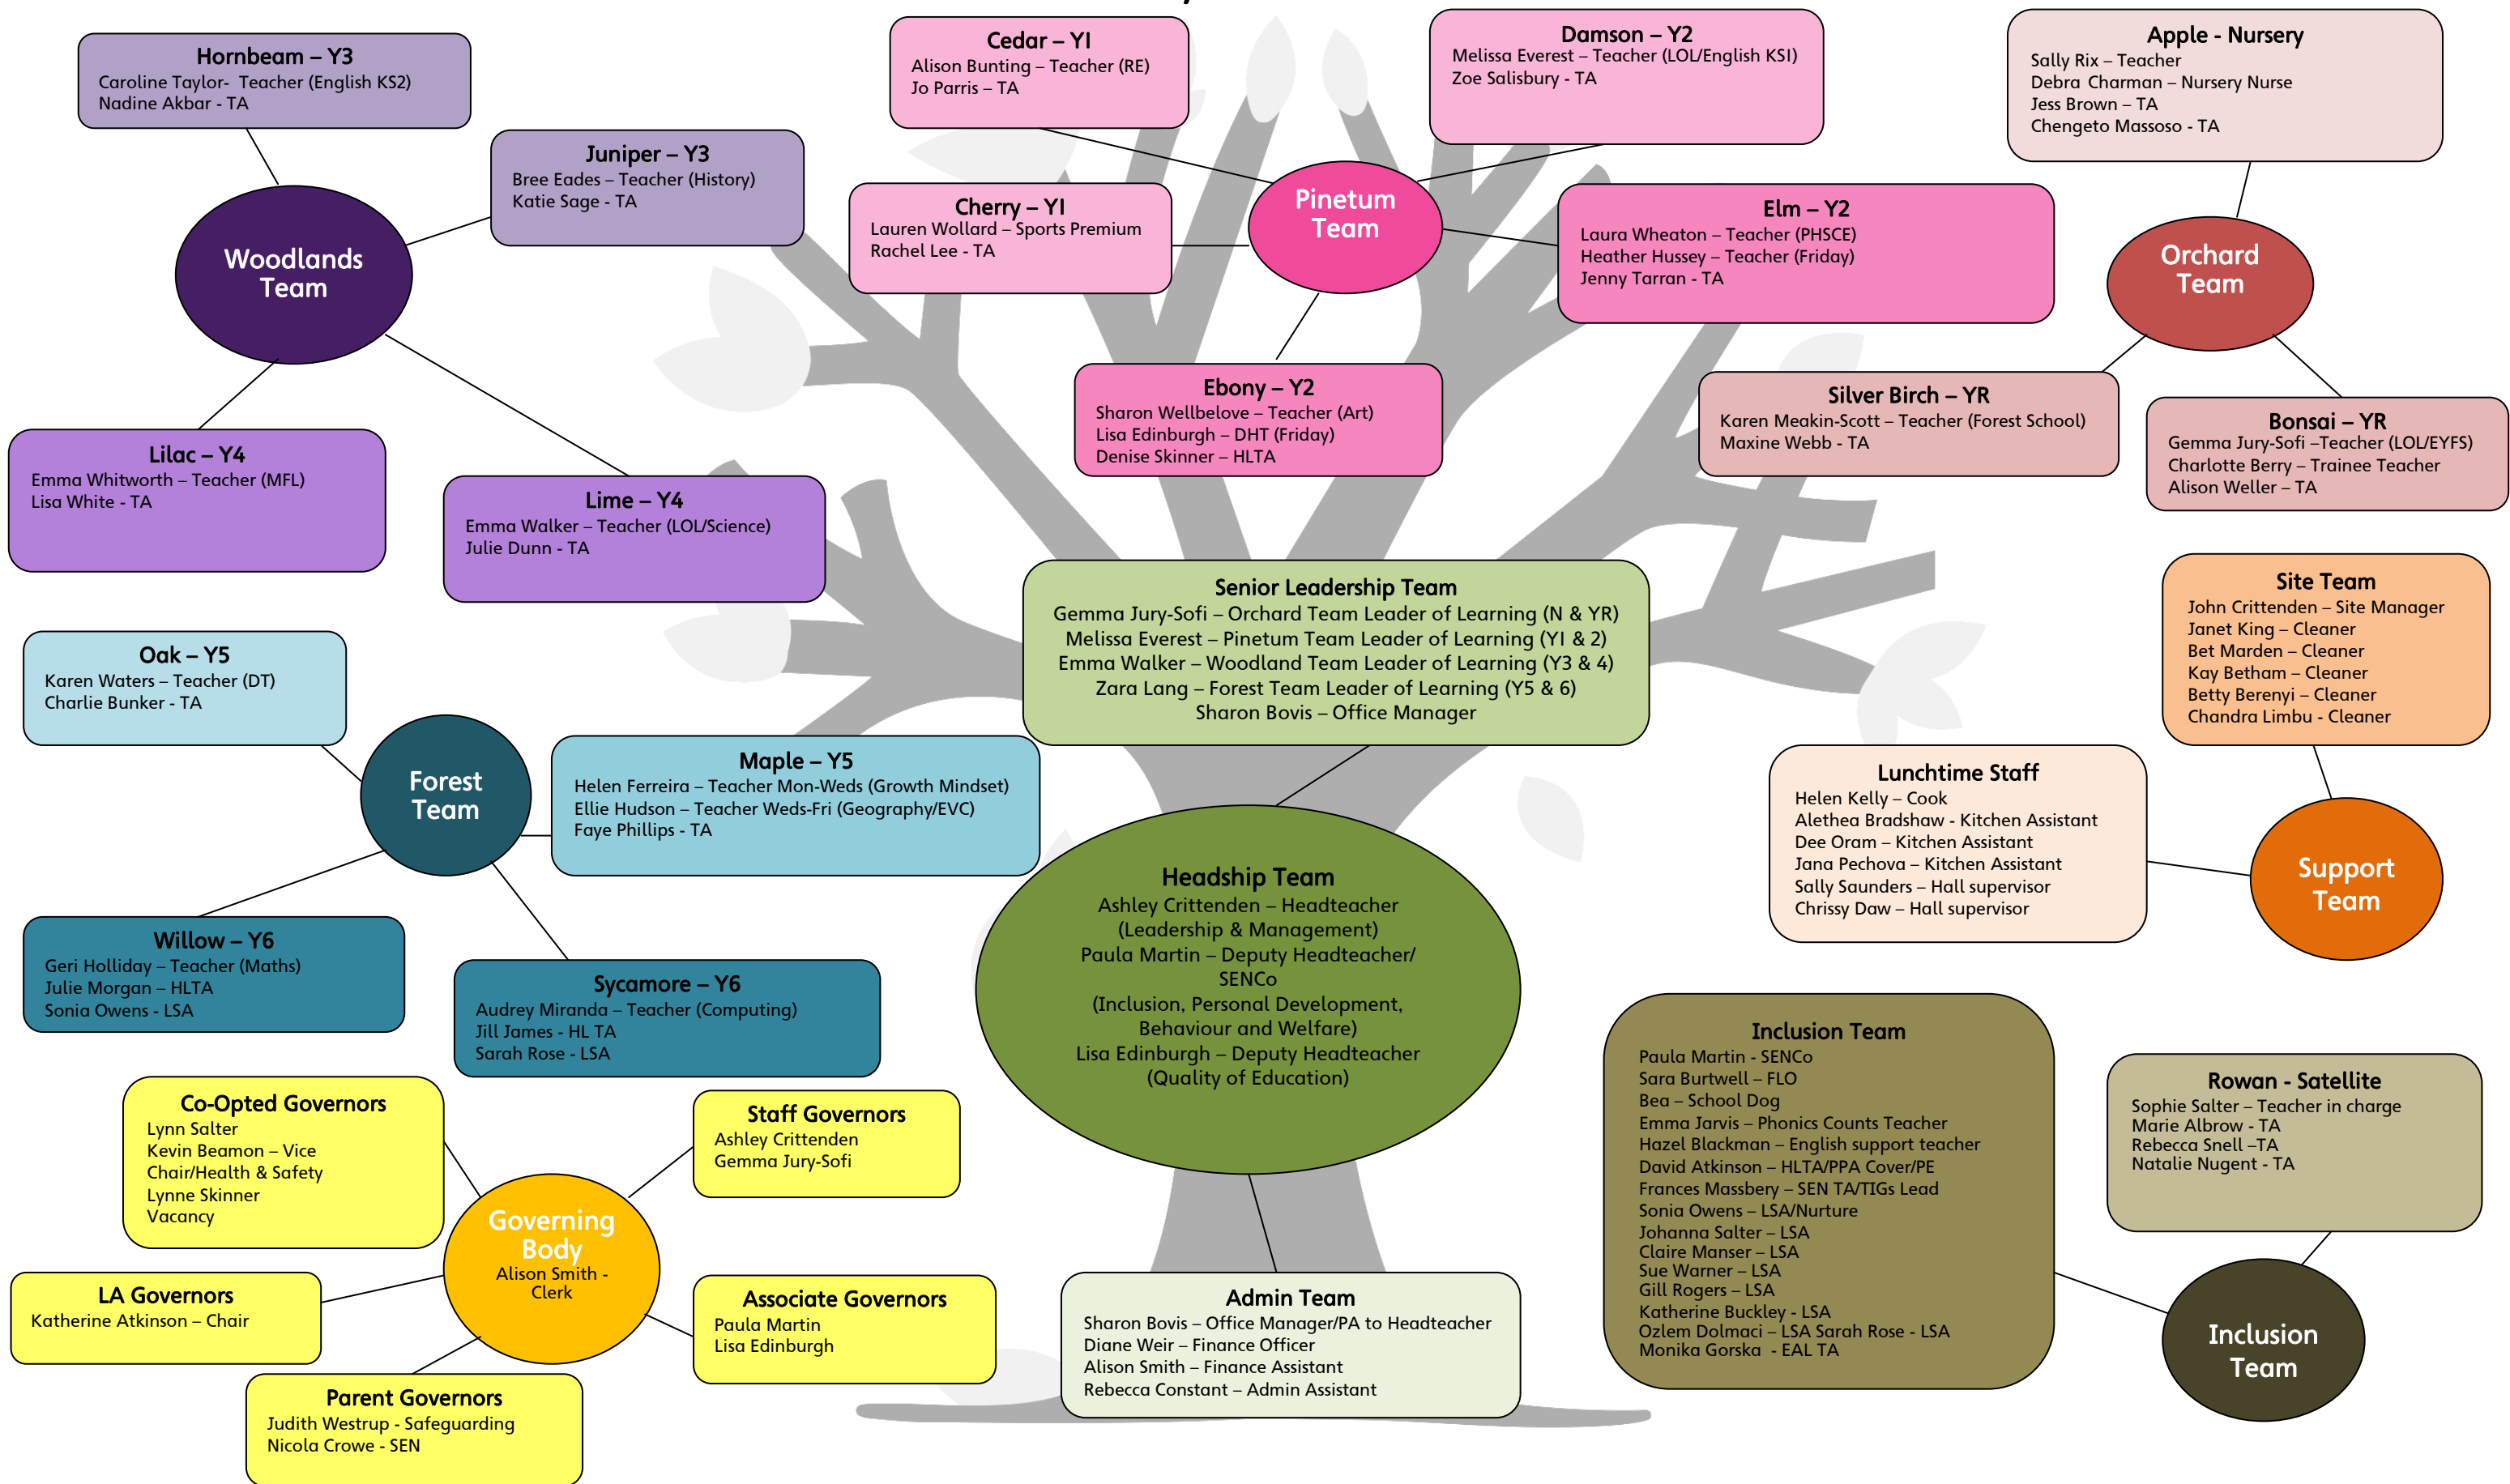 Hornbeam – Y3
Caroline Taylor- Teacher (English KS2)
Nadine Akbar - TA
Juniper – Y3
Bree Eades – Teacher (History)
Katie Sage - TA
Woodlands
Team
Lilac – Y4
Emma Whitworth – Teacher (MFL)
Lisa White - TA
Lime – Y4
Emma Walker – Teacher (LOL/Science)
Julie Dunn - TA
Cedar – Y1
Alison Bunting – Teacher (RE)
Jo Parris – TA
Damson – Y2
Melissa Everest – Teacher (LOL/English KS1)
Zoe Salisbury - TA
Cherry – Y1
Lauren Wollard – Sports Premium
Rachel Lee - TA
Pinetum
Team
Elm – Y2
Laura Wheaton – Teacher (PHSCE)
Heather Hussey – Teacher (Friday)
Jenny Tarran - TA
Ebony – Y2
Sharon Wellbelove – Teacher (Art)
Lisa Edinburgh – DHT (Friday)
Denise Skinner – HLTA
Apple - Nursery
Sally Rix – Teacher
Debra Charman – Nursery Nurse
Jess Brown – TA
Chengeto Massoso - TA
Orchard
Team
Silver Birch – YR
Karen Meakin-Scott – Teacher (Forest School)
Maxine Webb - TA
Bonsai – YR
Gemma Jury-Sofi –Teacher (LOL/EYFS)
Charlotte Berry – Trainee Teacher
Alison Weller – TA
Senior Leadership Team
Gemma Jury-Sofi – Orchard Team Leader of Learning (N & YR)
Melissa Everest – Pinetum Team Leader of Learning (Y1 & 2)
Emma Walker – Woodland Team Leader of Learning (Y3 & 4)
Zara Lang – Forest Team Leader of Learning (Y5 & 6)
Sharon Bovis – Office Manager
Site Team
John Crittenden – Site Manager
Janet King – Cleaner
Bet Marden – Cleaner
Kay Betham – Cleaner
Betty Berenyi – Cleaner
Chandra Limbu - Cleaner
Oak – Y5
Karen Waters – Teacher (DT)
Charlie Bunker - TA
Forest
Team
Maple – Y5
Helen Ferreira – Teacher Mon-Weds (Growth Mindset)
Ellie Hudson – Teacher Weds-Fri (Geography/EVC)
Faye Phillips - TA
Willow – Y6
Geri Holliday – Teacher (Maths)
Julie Morgan – HLTA
Sonia Owens - LSA
Sycamore – Y6
Audrey Miranda – Teacher (Computing)
Jill James - HL TA
Sarah Rose - LSA
Headship Team
Ashley Crittenden – Headteacher
(Leadership & Management)
Paula Martin – Deputy Headteacher/
SENCo
(Inclusion, Personal Development,
Behaviour and Welfare)
Lisa Edinburgh – Deputy Headteacher
(Quality of Education)
Lunchtime Staff
Helen Kelly – Cook
Alethea Bradshaw - Kitchen Assistant
Dee Oram – Kitchen Assistant
Jana Pechova – Kitchen Assistant
Sally Saunders – Hall supervisor
Chrissy Daw – Hall supervisor
Support
Team
Co-Opted Governors
Lynn Salter
Kevin Beamon – Vice
Chair/Health & Safety
Lynne Skinner
Vacancy
Staff Governors
Ashley Crittenden
Gemma Jury-Sofi
Governing
Body
Alison Smith -
Clerk
LA Governors
Katherine Atkinson – Chair
Associate Governors
Paula Martin
Lisa Edinburgh
Parent Governors
Judith Westrup - Safeguarding
Nicola Crowe - SEN
Admin Team
Sharon Bovis – Office Manager/PA to Headteacher
Diane Weir – Finance Officer
Alison Smith – Finance Assistant
Rebecca Constant – Admin Assistant
Inclusion Team
Paula Martin - SENCo
Sara Burtwell – FLO
Bea – School Dog
Emma Jarvis – Phonics Counts Teacher
Hazel Blackman – English support teacher
David Atkinson – HLTA/PPA Cover/PE
Frances Massbery – SEN TA/TIGs Lead
Sonia Owens – LSA/Nurture
Johanna Salter – LSA
Claire Manser – LSA
Sue Warner – LSA
Gill Rogers – LSA
Katherine Buckley - LSA
Ozlem Dolmaci – LSA Sarah Rose - LSA
Monika Gorska - EAL TA
Rowan - Satellite
Sophie Salter – Teacher in charge
Marie Albrow - TA
Rebecca Snell –TA
Natalie Nugent - TA
Inclusion
Team